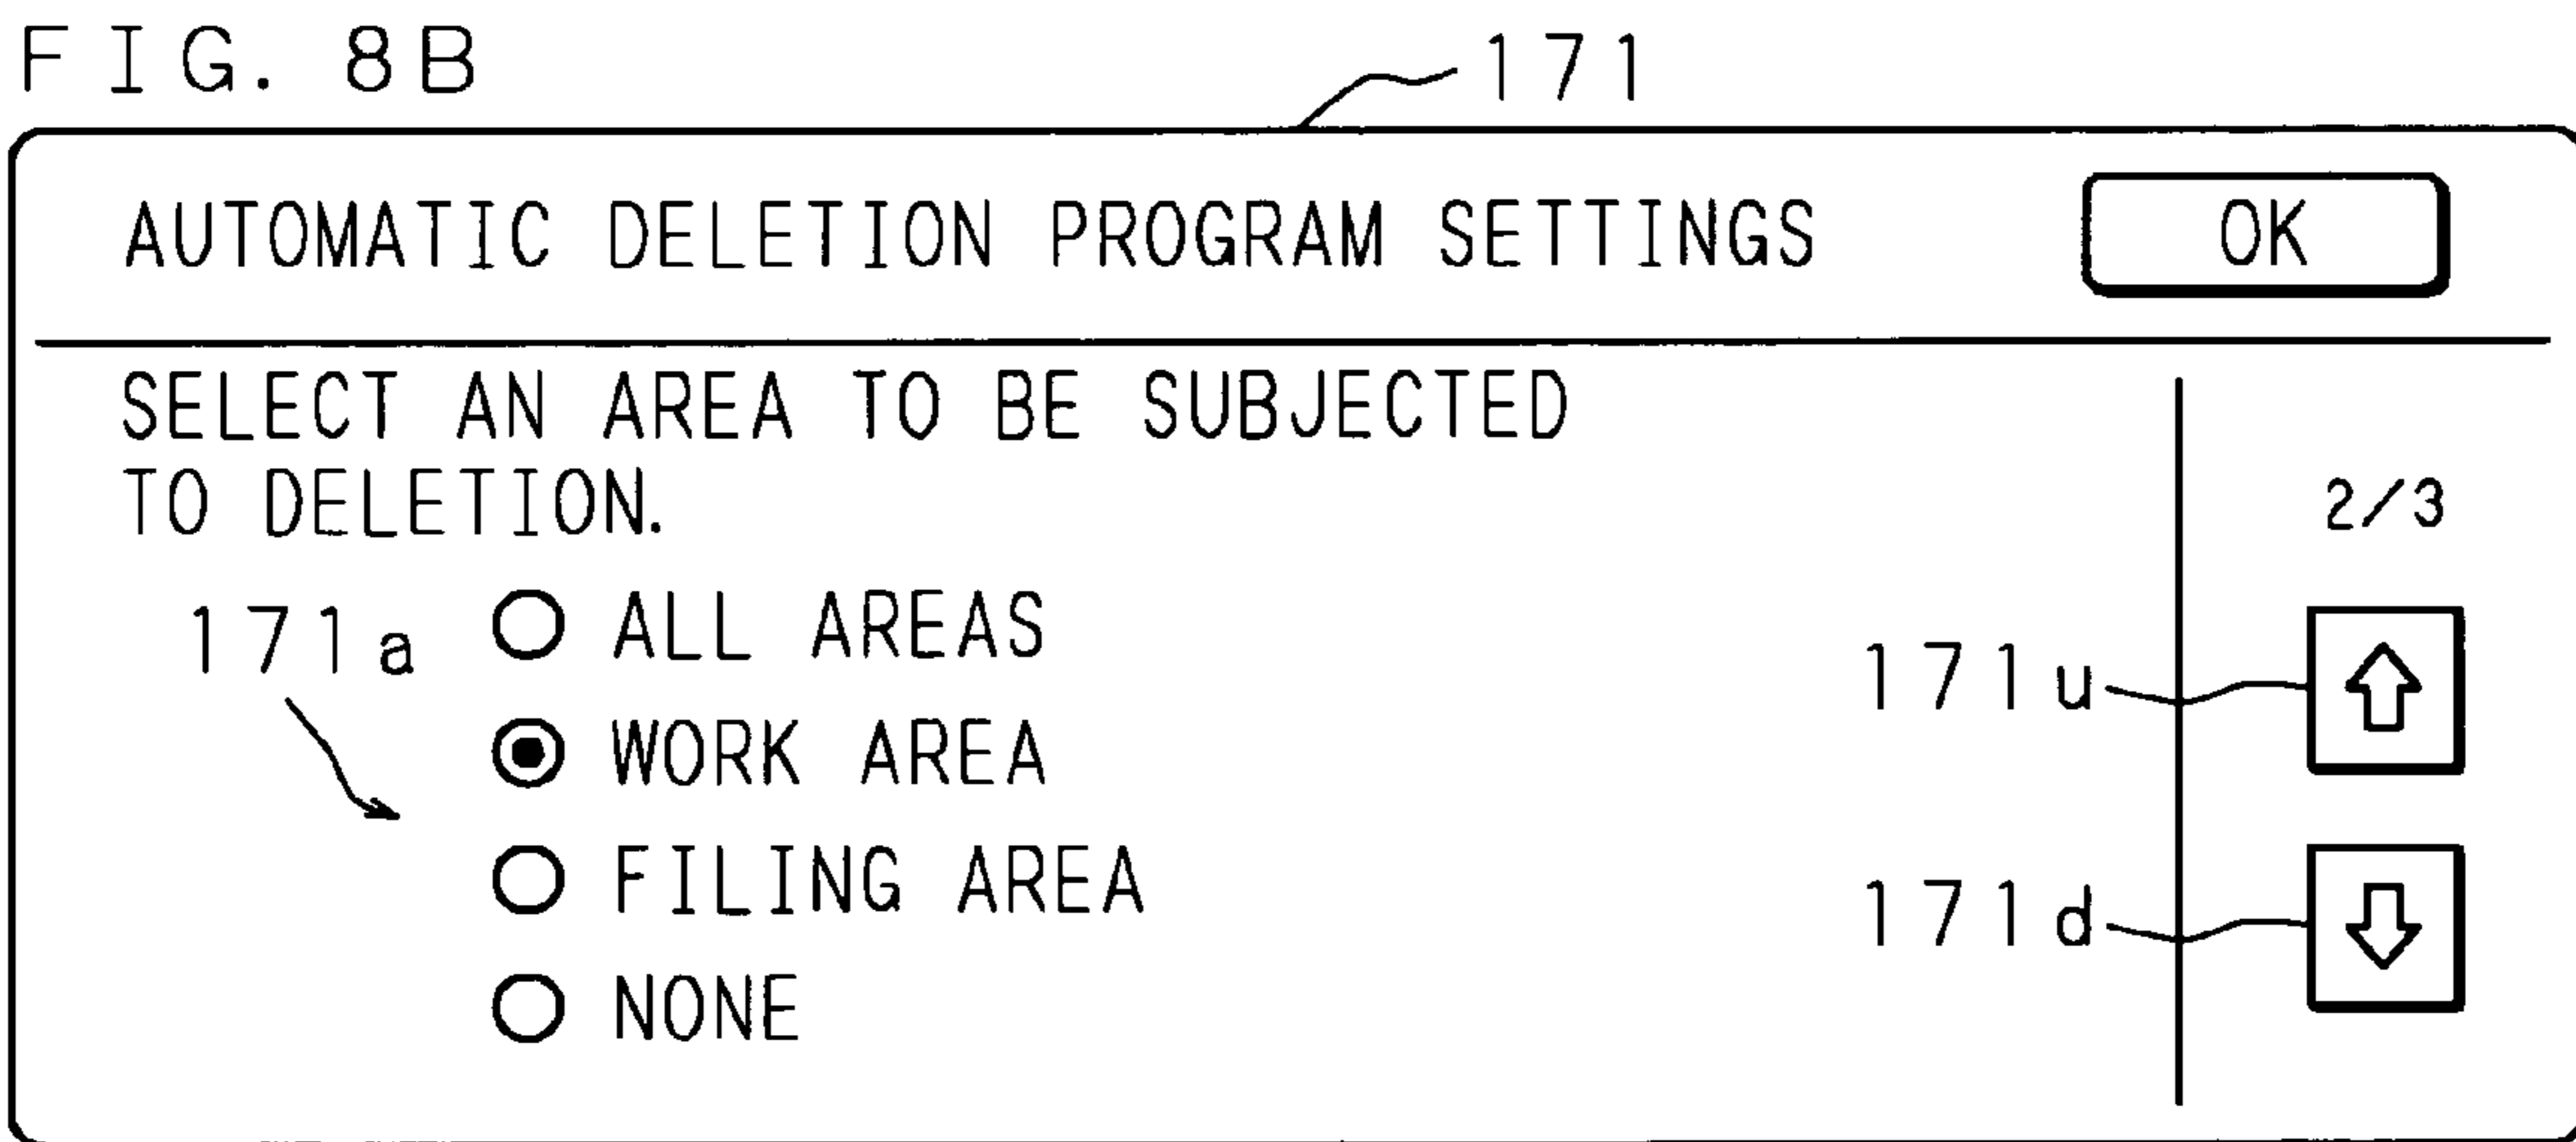 FIG. 8B
171
AUTOMATIC DELETION PROGRAM SETTINGS
OK
SELECT AN AREA TO BE SUBJECTED
TO DELETION.
2/3
171a
ALL AREAS
WORK AREA
FILING AREA
NONE
171u
171d